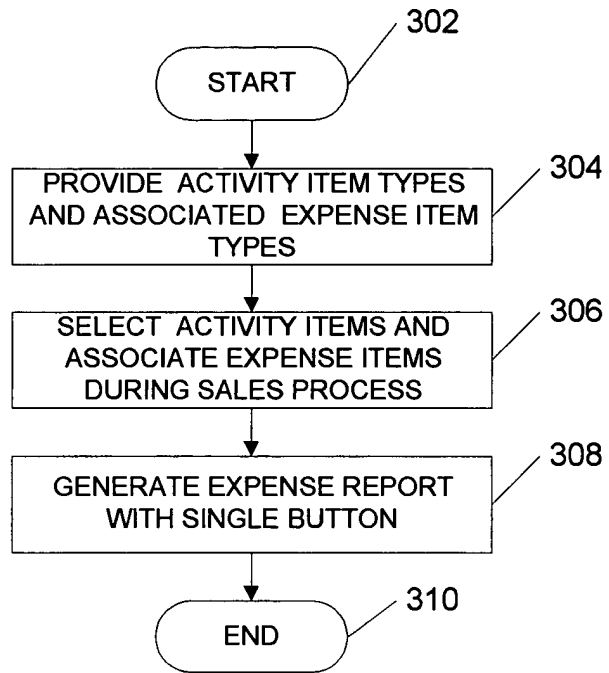 302
START
304
PROVIDE ACTIVITY ITEM TYPES
AND ASSOCIATED EXPENSE ITEM
TYPES
306
SELECT ACTIVITY ITEMS AND
ASSOCIATE EXPENSE ITEMS
DURING SALES PROCESS
308
GENERATE EXPENSE REPORT
WITH SINGLE BUTTON
310
END